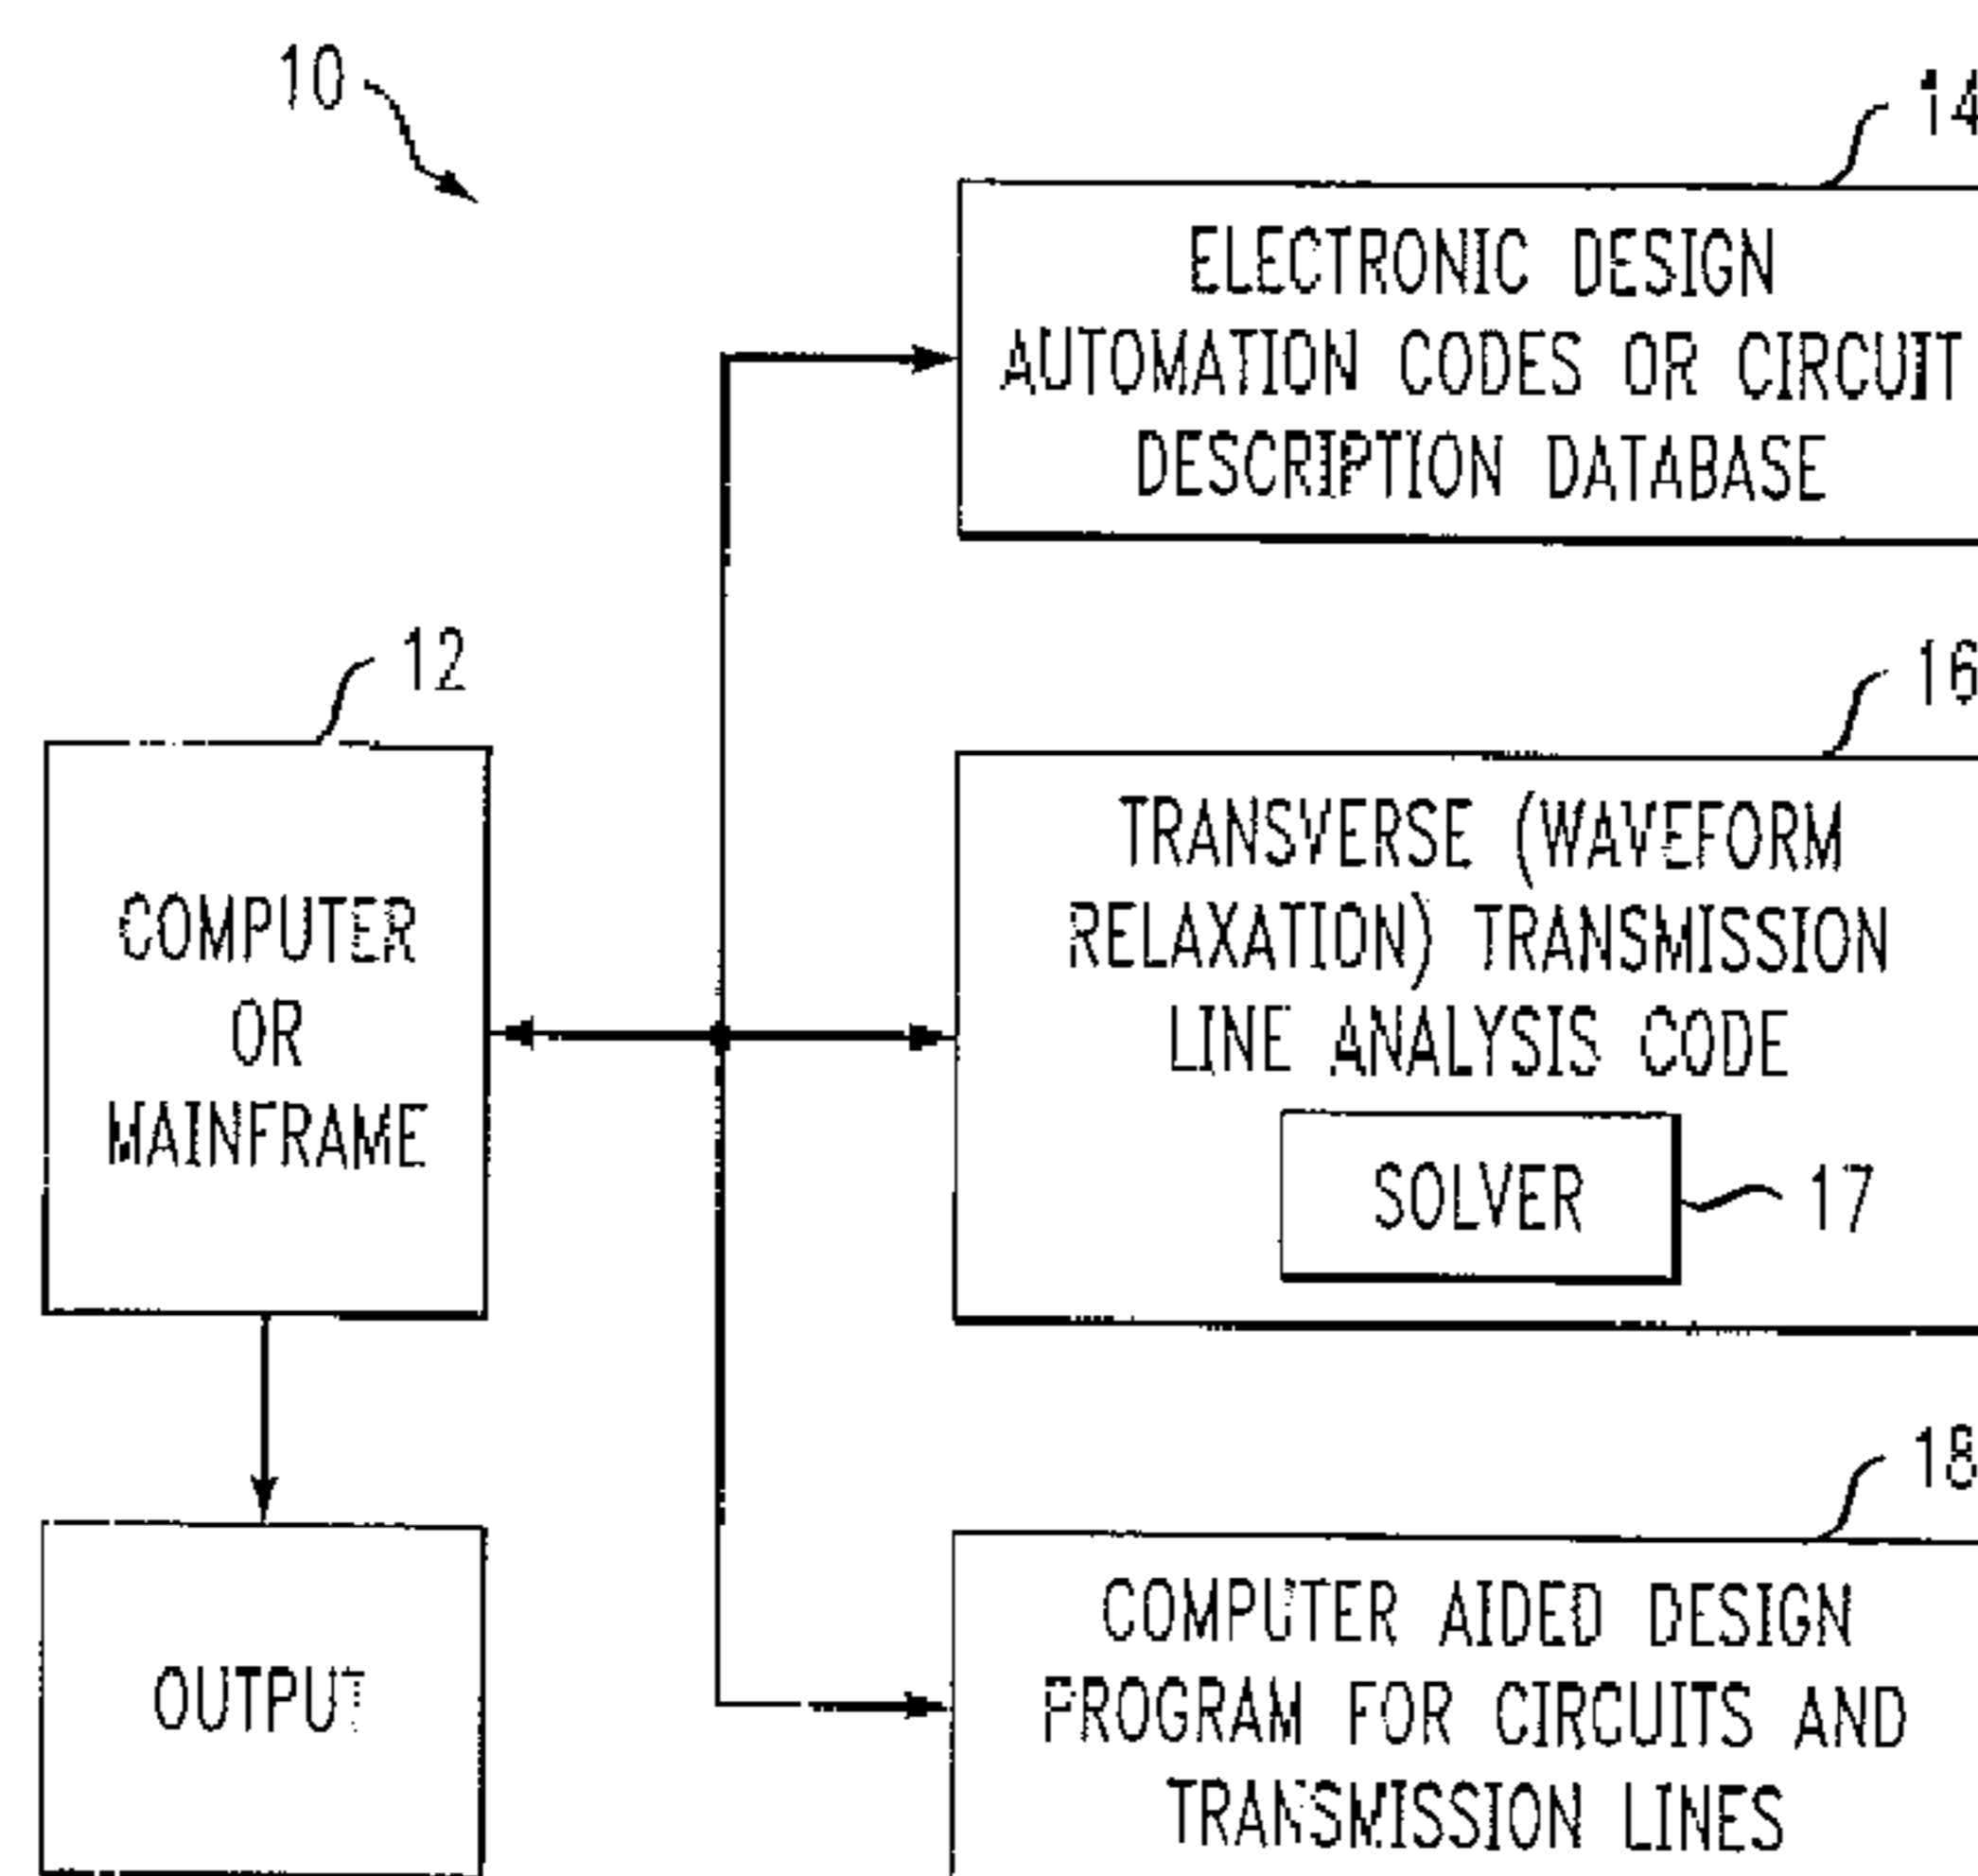 10
14
ELECTRONIC DESIGN
AUTOMATION CODES OR CIRCUIT
DESCRIPTION DATABASE
12
COMPUTER
OR
MAINFRAME
16
TRANSVERSE (WAVEFORM
RELAXATION) TRANSMISSION
LINE ANALYSIS CODE
SOLVER
17
OUTPUT
18
COMPUTER AIDED DESIGN
PROGRAM FOR CIRCUITS AND
TRANSMISSION LINES